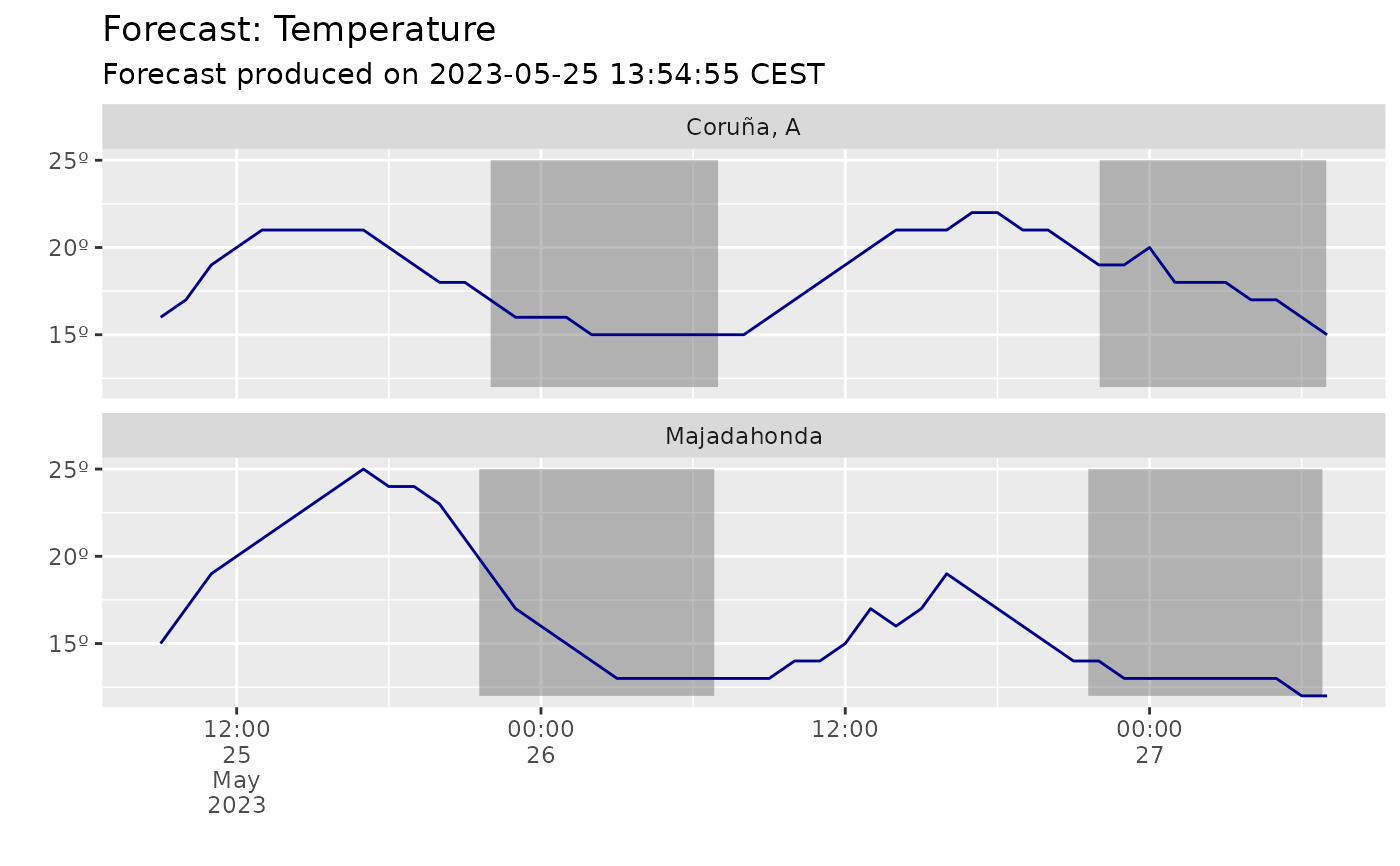 Forecast: Temperature
Forecast produced on 2023-05-25 13:54:55 CEST
Coruña, A
25º
20º
15º
Majadahonda
25º
20º
15º
12:00 00:00 12:00 00:00
25 26 27
May
2023